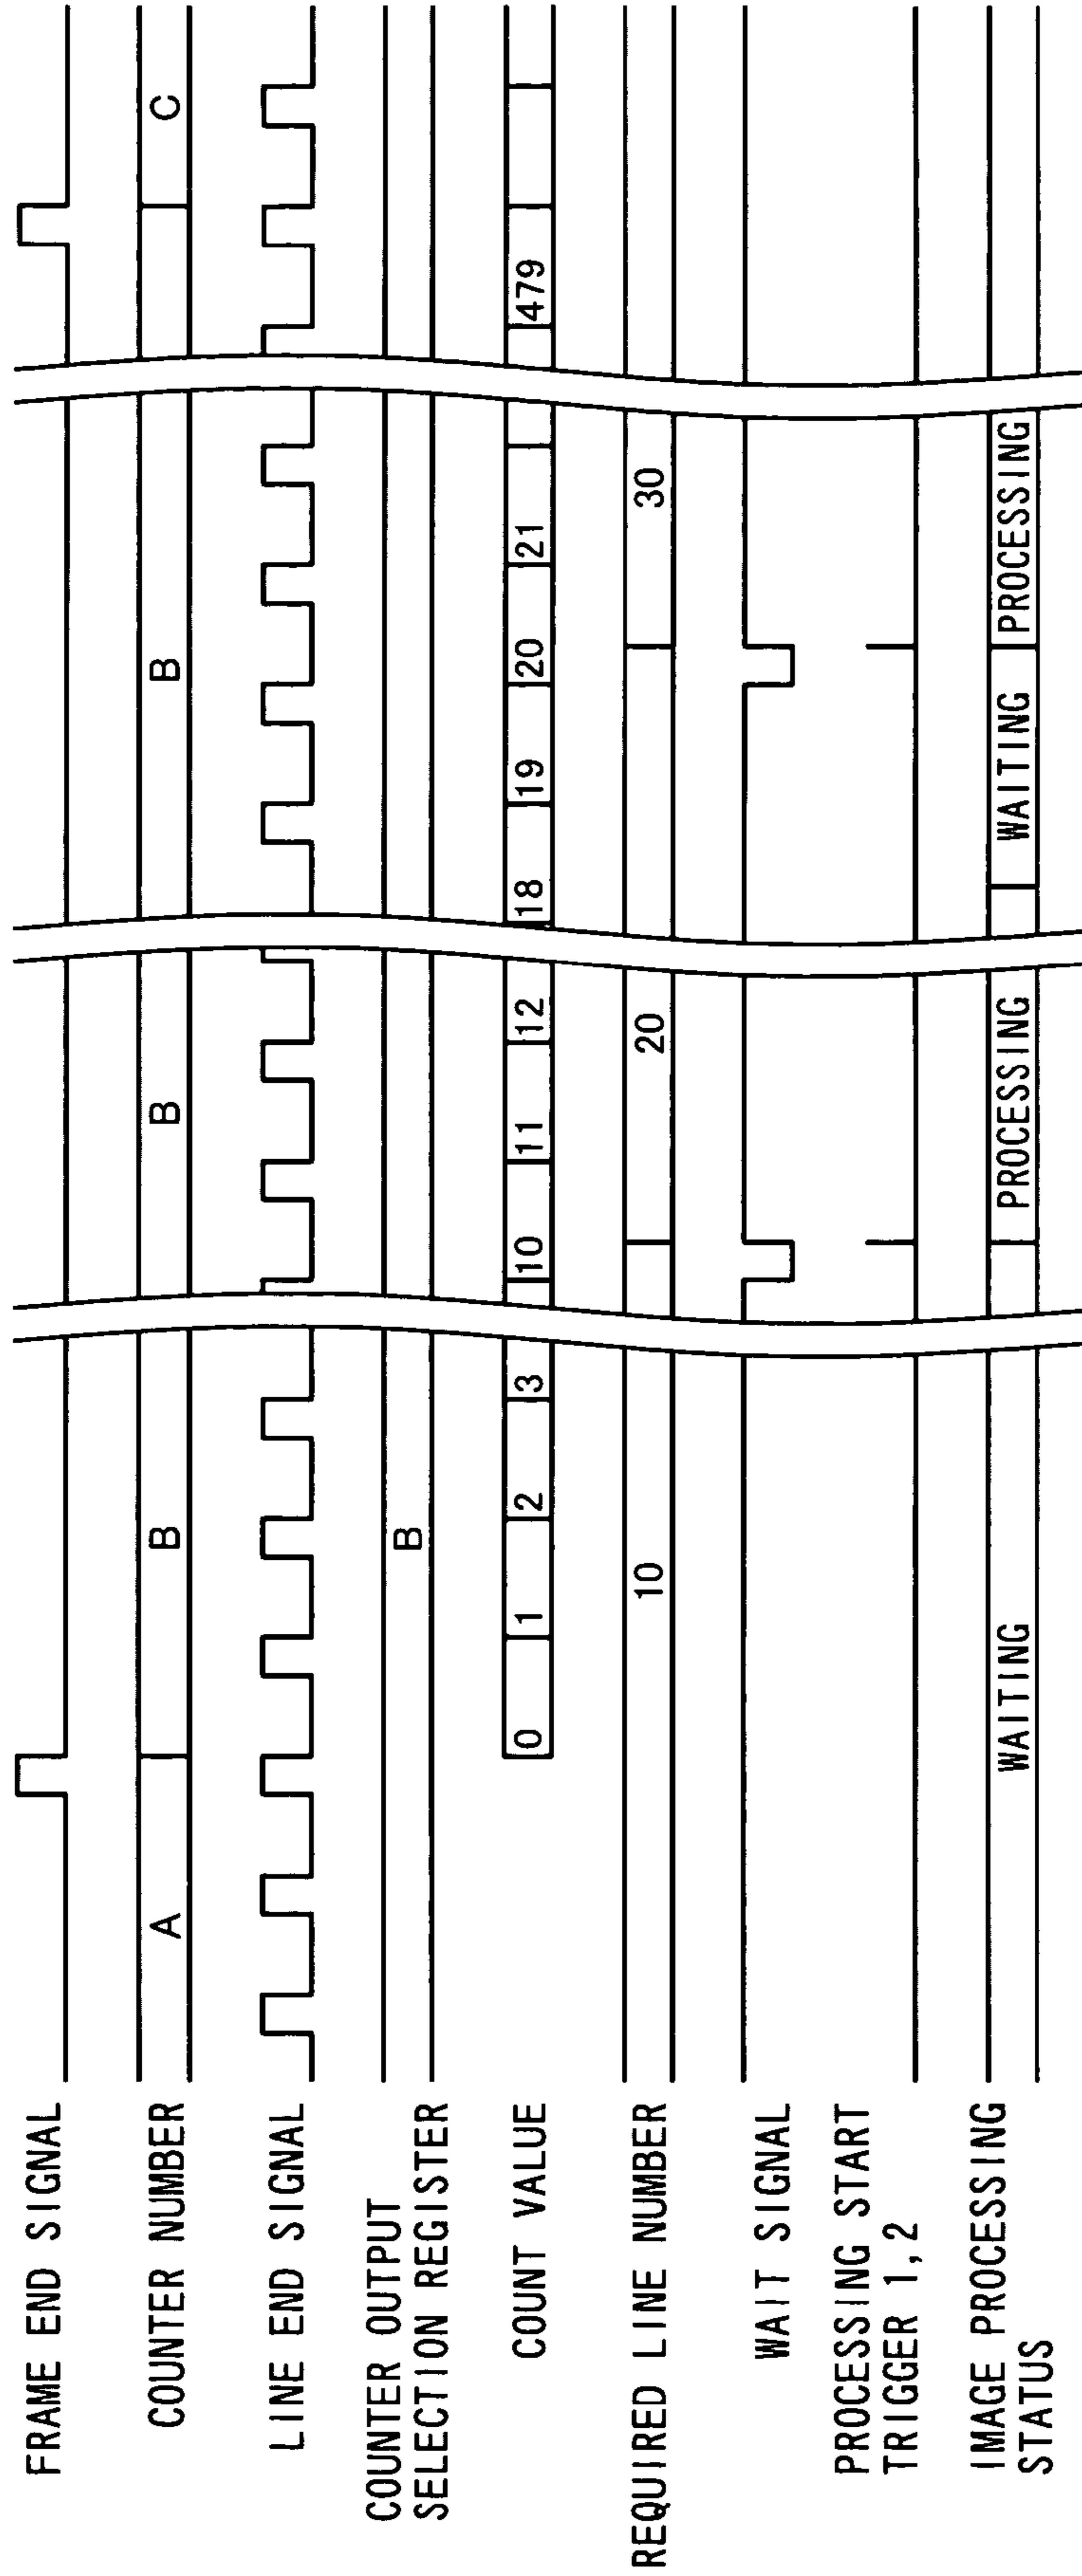 FRAME END SIGNAL
COUNTER NUMBER
A
B
B
B
C
LINE END SIGNAL
COUNTER OUTPUT
SELECTION REGISTER
B
COUNT VALUE
0
1
2
3
10
11
12
18
19
20
21
479
REQUIRED LINE NUMBER
10
20
30
WAIT SIGNAL
PROCESSING START
TRIGGER 1,2
IMAGE PROCESSING
STATUS
WAITING
PROCESSING
WAITING
PROCESSING